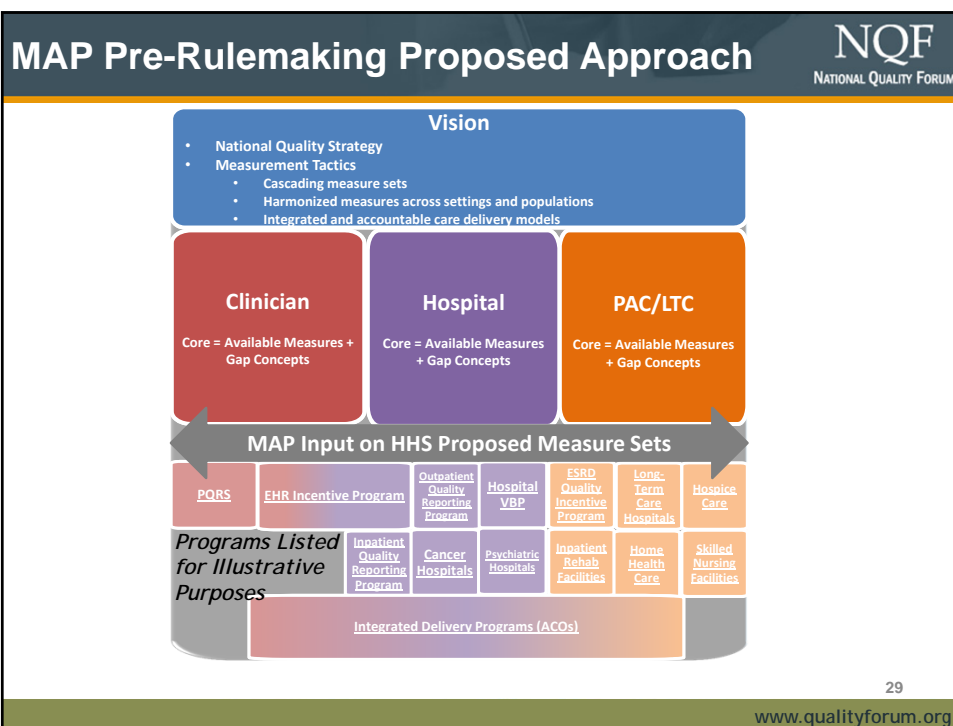 MAP Pre-Rulemaking Proposed Approach
NQF
NATIONAL QUALITY FORUM
Vision
• National Quality Strategy
• Measurement Tactics
• Cascading measure sets
• Harmonized measures across settings and populations
• Integrated and accountable care delivery models
Clinician
Core = Available Measures +
Gap Concepts
Hospital
Core = Available Measures
+ Gap Concepts
PAC/LTC
Core = Available Measures
+ Gap Concepts
MAP Input on HHS Proposed Measure Sets
PQRS
EHR Incentive Program
Outpatient
Quality
Reporting
Program
Hospital
VBP
ESRD
Quality
Incentive
Program
Long-
Term
Care
Hospitals
Hospice
Care
Programs Listed
for Illustrative
Purposes
Inpatient
Quality
Reporting
Program
Cancer
Hospitals
Psychiatric
Hospitals
Inpatient
Rehab
Facilities
Home
Health
Care
Skilled
Nursing
Facilities
Integrated Delivery Programs (ACOs)
29
www.qualityforum.org